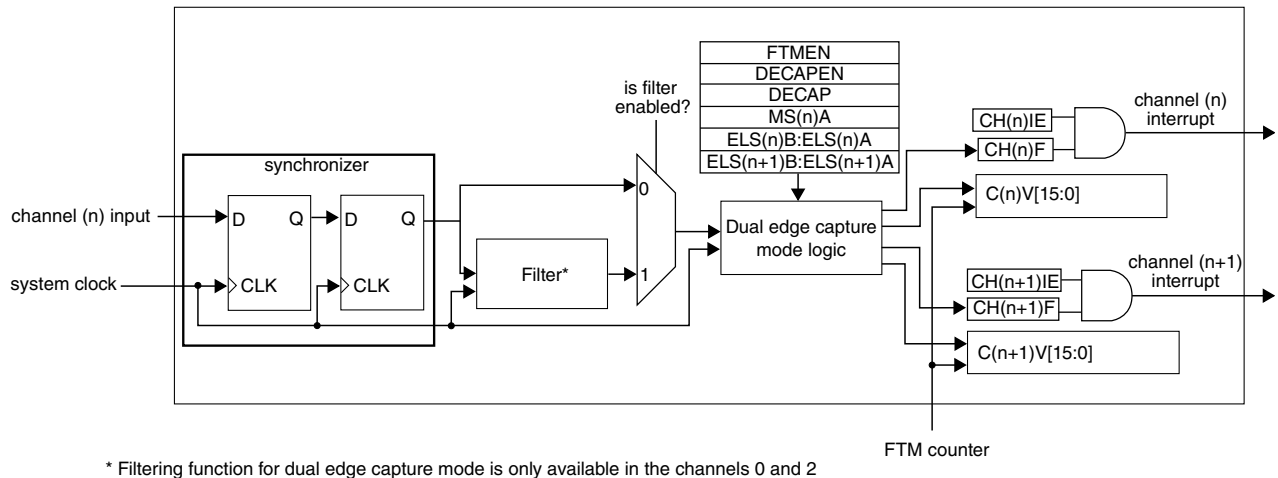 FTMEN
DECAPEN
DECAP
MS(n)A
ELS(n)B:ELS(n)A
ELS(n+1)B:ELS(n+1)A
is filter
enabled?
channel (n)
interrupt
CH(n)IE
CH(n)F
synchronizer
0
C(n)V[15:0]
channel (n) input
D Q
D Q
Dual edge capture
mode logic
Filter*
1
system clock
CLK
CLK
channel (n+1)
interrupt
CH(n+1)IE
CH(n+1)F
C(n+1)V[15:0]
FTM counter
* Filtering function for dual edge capture mode is only available in the channels 0 and 2